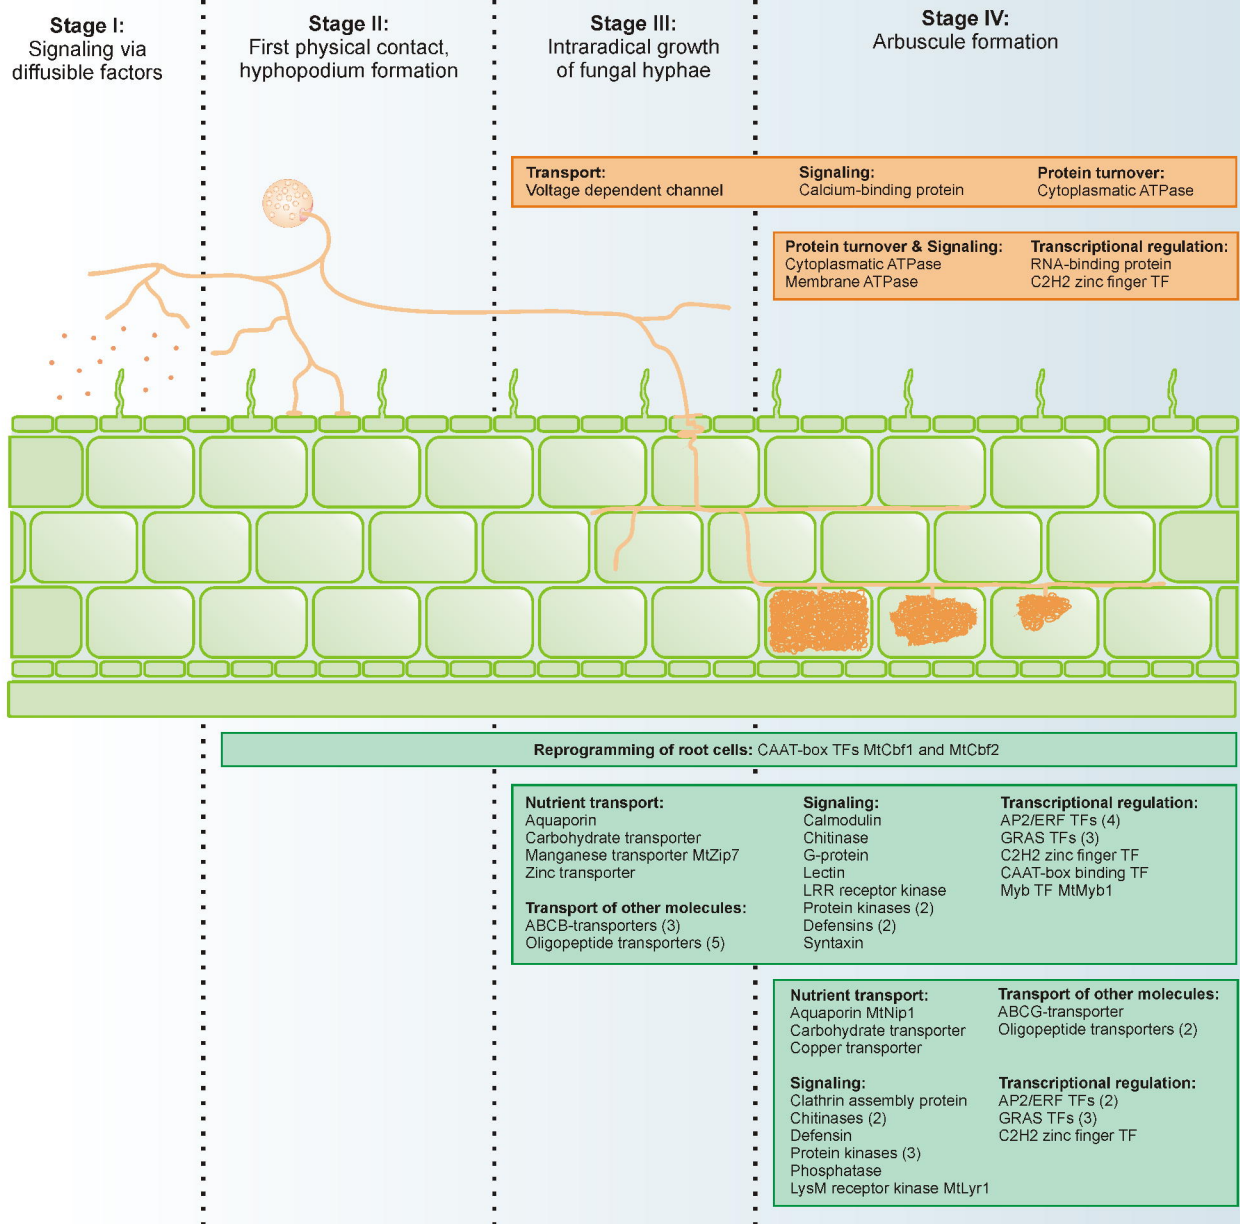 Stage I:
Signaling via
diffusible factors
Stage II:
First physical contact,
hyphopodium formation
Stage III:
Intraradical growth
of fungal hyphae
Stage IV:
Arbuscule formation
Transport:
Voltage dependent channel
Signaling:
Calcium-binding protein
Protein turnover:
Cytoplasmatic ATPase
Protein turnover & Signaling:
Cytoplasmatic ATPase
Membrane ATPase
Transcriptional regulation:
RNA-binding protein
C2H2 zinc finger TF
Reprogramming of root cells: CAAT-box TFs MtCbf1 and MtCbf2
Nutrient transport:
Aquaporin
Carbohydrate transporter
Manganese transporter MtZip7
Zinc transporter
Transport of other molecules:
ABCB-transporters (3)
Oligopeptide transporters (5)
Signaling:
Calmodulin
Chitinase
G-protein
Lectin
LRR receptor kinase
Protein kinases (2)
Defensins (2)
Syntaxin
Transcriptional regulation:
AP2/ERF TFs (4)
GRAS TFs (3)
C2H2 zinc finger TF
CAAT-box binding TF
Myb TF MtMyb1
Nutrient transport:
Aquaporin MtNip1
Carbohydrate transporter
Copper transporter
Transport of other molecules:
ABCG-transporter
Oligopeptide transporters (2)
Signaling:
Clathrin assembly protein
Chitinases (2)
Defensin
Protein kinases (3)
Phosphatase
LysM receptor kinase MtLyr1
Transcriptional regulation:
AP2/ERF TFs (2)
GRAS TFs (3)
C2H2 zinc finger TF